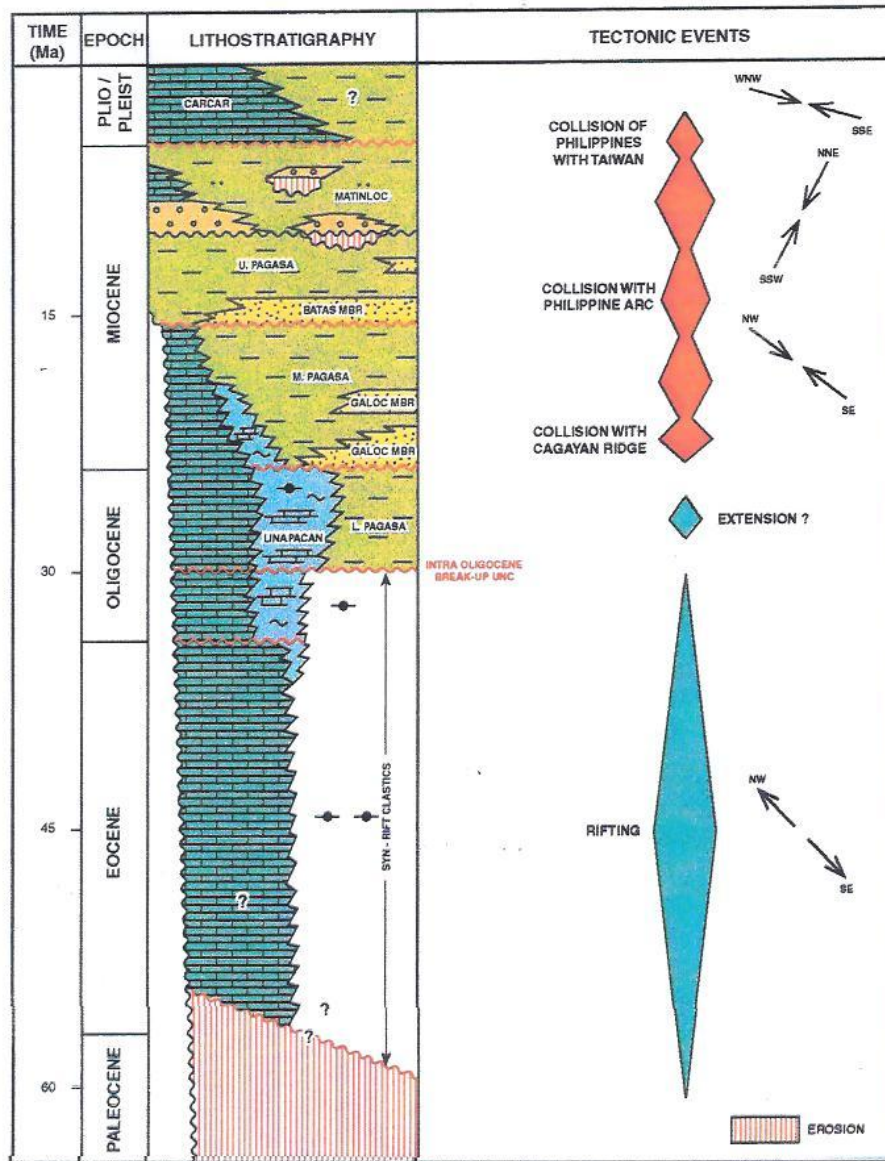 TIME
(Ma)
EPOCH
LITHOSTRATIGRAPHY
TECTONIC EVENTS
PLIO /
PLEIST
MIOCENE
OLIGOCENE
EOCENE
PALEOCENE
15
30
45
60
CARCAR
?
MATINLOC
U. PAGASA
BATAS MBR
M. PAGASA
GALOC MBR
GALOC MBR
LINAPACAN
L. PAGASA
INTRA OLIGOCENE
BREAK-UP UNC
SYN - RIFT CLASTICS
?
?
?
COLLISION OF
PHILIPPINES
WITH TAIWAN
COLLISION WITH
PHILIPPINE ARC
COLLISION WITH
CAGAYAN RIDGE
EXTENSION ?
RIFTING
WNW
SSE
NNE
SSW
NW
SE
NW
SE
EROSION